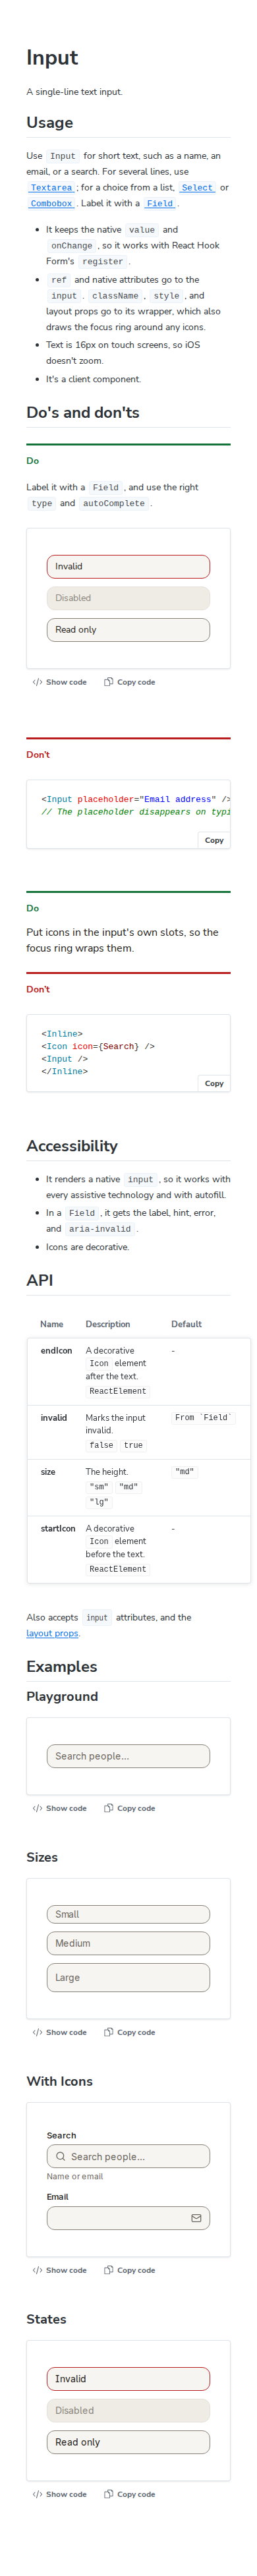 Input
A single-line text input.
Usage
Use Input for short text, such as a name, an
email, or a search. For several lines, use
Textarea; for a choice from a list, Select or
Combobox. Label it with a Field.
• It keeps the native value and
onChange, so it works with React Hook
Form's register.
• ref and native attributes go to the
input. className, style, and
layout props go to its wrapper, which also
draws the focus ring around any icons.
• Text is 16px on touch screens, so iOS
doesn't zoom.
• It's a client component.
Do's and don'ts
Do
Label it with a Field, and use the right
type and autoComplete.
Invalid
Disabled
Read only
Show code Copy code
Don't
<Input placeholder="Email address" />
// The placeholder disappears on typi
Copy
Do
Put icons in the input's own slots, so the
focus ring wraps them.
Don't
<Inline>
<Icon icon={Search} />
<Input />
</Inline>
Copy
Accessibility
• It renders a native input, so it works with
every assistive technology and with autofill.
• In a Field, it gets the label, hint, error,
and aria-invalid.
• Icons are decorative.
API
Name Description Default
endIcon A decorative -
Icon element
after the text.
ReactElement
invalid Marks the input From `Field`
invalid.
false true
size The height. "md"
"sm" "md"
"lg"
startIcon A decorative -
Icon element
before the text.
ReactElement
Also accepts input attributes, and the
layout props.
Examples
Playground
Search people...
Show code Copy code
Sizes
Small
Medium
Large
Show code Copy code
With Icons
Search
Search people...
Name or email
Email
Show code Copy code
States
Invalid
Disabled
Read only
Show code Copy code